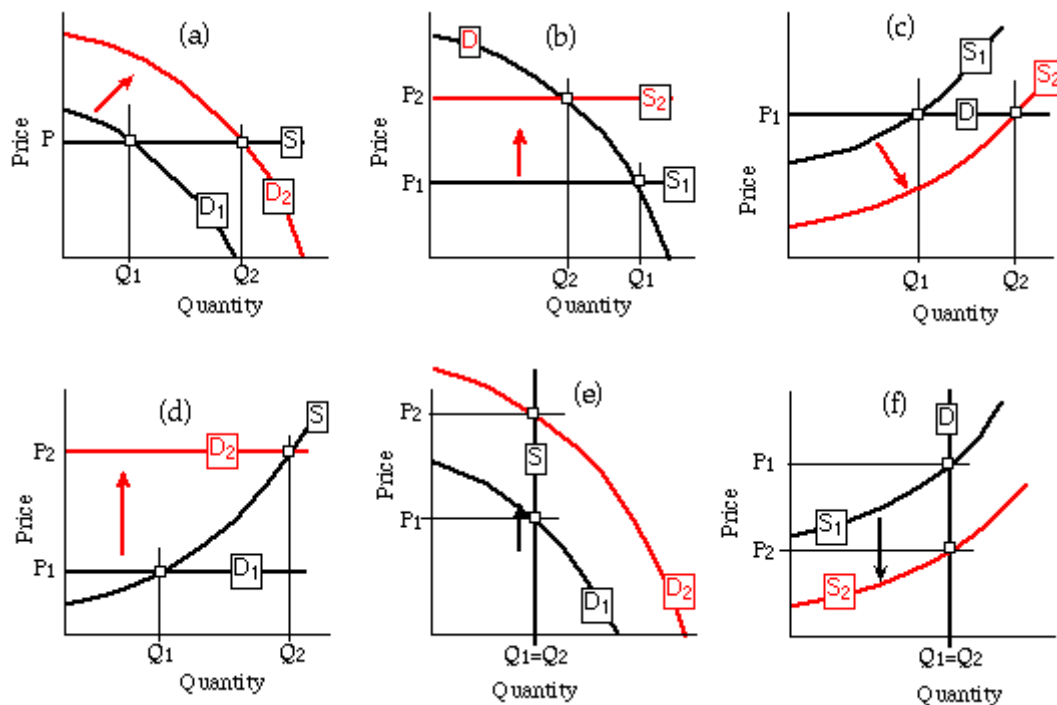 (a)
D₂
D₁
S
P
Price
Q₁
Q₂
Quantity
(b)
D
P₂
S₂
P₁
S₁
Price
Q₂
Q₁
Quantity
(c)
S₁
S₂
P₁
D
Price
Q₁
Q₂
Quantity
(d)
S
P₂
D₂
Price
P₁
D₁
Q₁
Q₂
Quantity
(e)
P₂
S
Price
P₁
D₁
D₂
Q₁=Q₂
Quantity
(f)
D
P₁
S₁
Price
P₂
S₂
Q₁=Q₂
Quantity